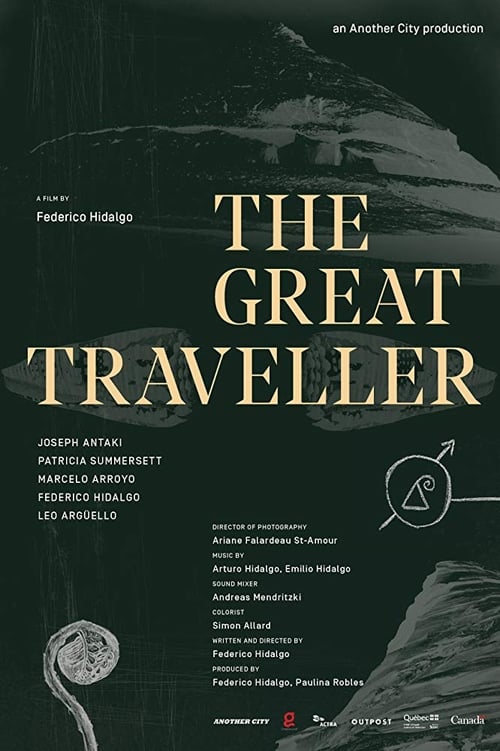 an Another City production
A FILM BY
Federico Hidalgo
THE
GREAT
TRAVELLER
JOSEPH ANTAKI
PATRICIA SUMMERSETT
MARCELO ARROYO
FEDERICO HIDALGO
LEO ARGÜELLO
DIRECTOR OF PHOTOGRAPHY
Ariane Falardeau St-Amour
MUSIC BY
Arturo Hidalgo, Emilio Hidalgo
SOUND MIXER
Andreas Mendritzki
COLORIST
Simon Allard
WRITTEN AND DIRECTED BY
Federico Hidalgo
PRODUCED BY
Federico Hidalgo, Paulina Robles
ANOTHER CITY
ACTRA
OUTPOST
Québec
Canada